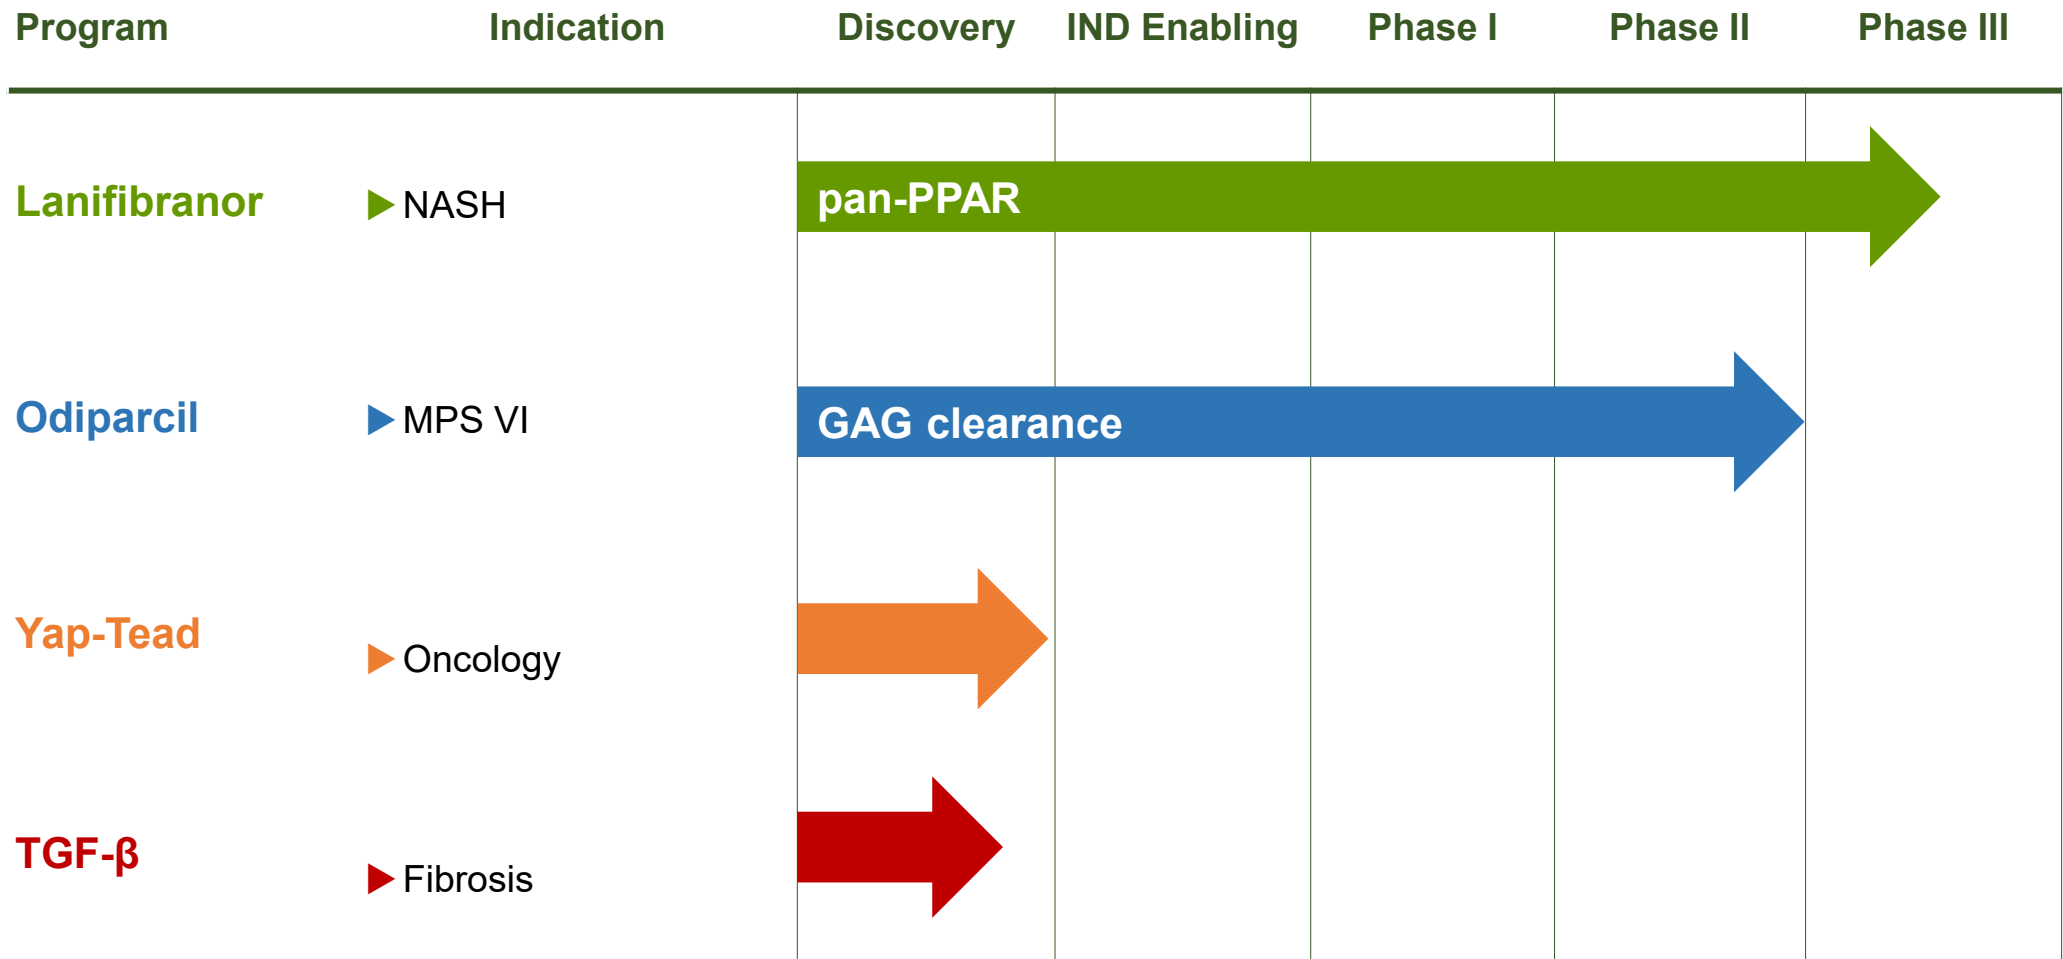 Program Indication Discovery IND Enabling Phase I Phase II Phase III
Lanifibranor NASH pan-PPAR
Odiparcil MPS VI GAG clearance
Yap-Tead Oncology
TGF-β Fibrosis